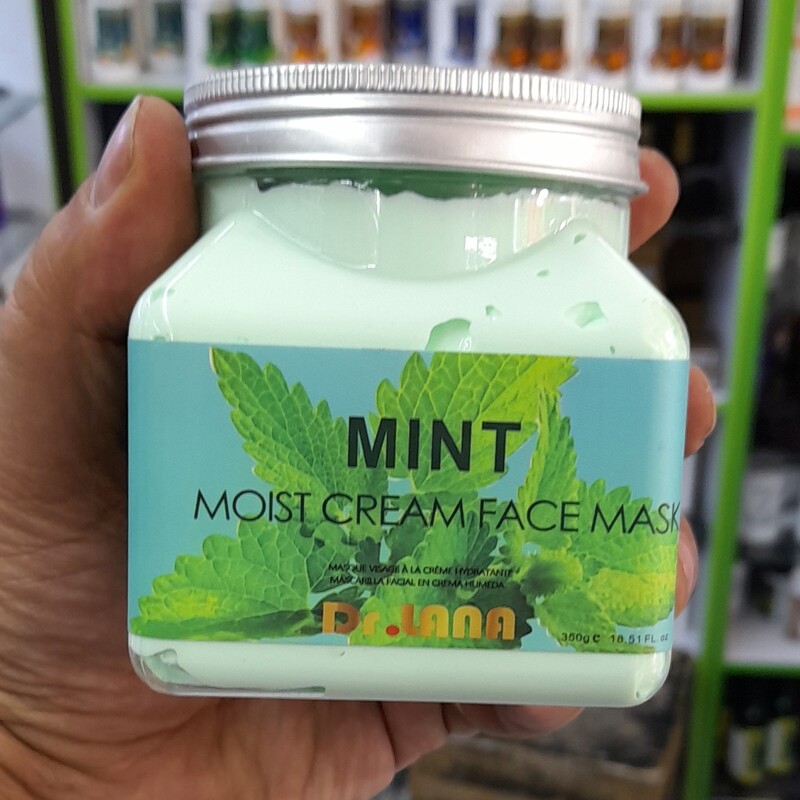 MINT
MOIST CREAM FACE MASK
MASQUE VISAGE À LA CRÈME HYDRATANTE
MASCARILLA FACIAL EN CREMA HUMEDA
Dr.LANA
350g℮ 18.51 FL. oz